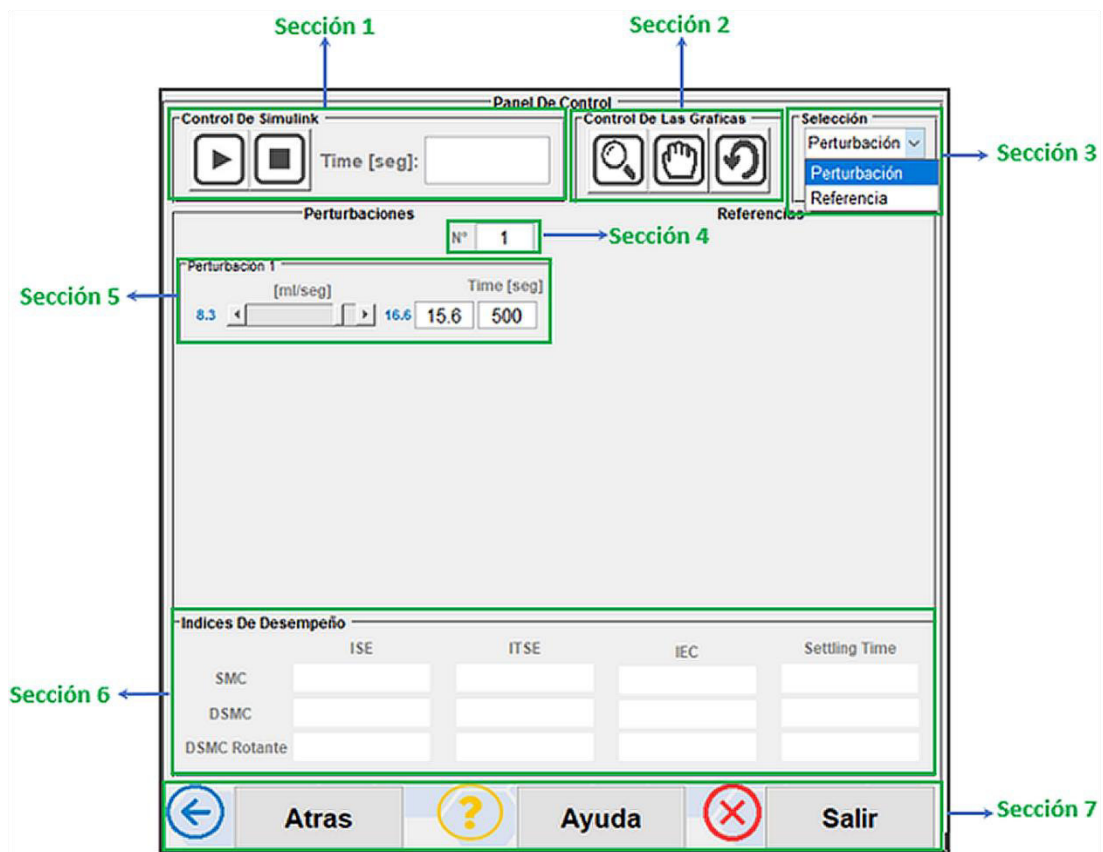 Sección 1
Sección 2
Panel De Control
Control De Simulink
Time [seg]:
Control De Las Graficas
Selección
Perturbación
Perturbación
Referencia
Sección 3
Perturbaciones
Referencias
N° 1
Sección 4
Perturbación 1
[ml/seg]
Time [seg]
8.3
16.6
15.6
500
Sección 5
Indices De Desempeño
ISE ITSE IEC Settling Time
SMC
DSMC
DSMC Rotante
Sección 6
Atras
?
Ayuda
Salir
Sección 7